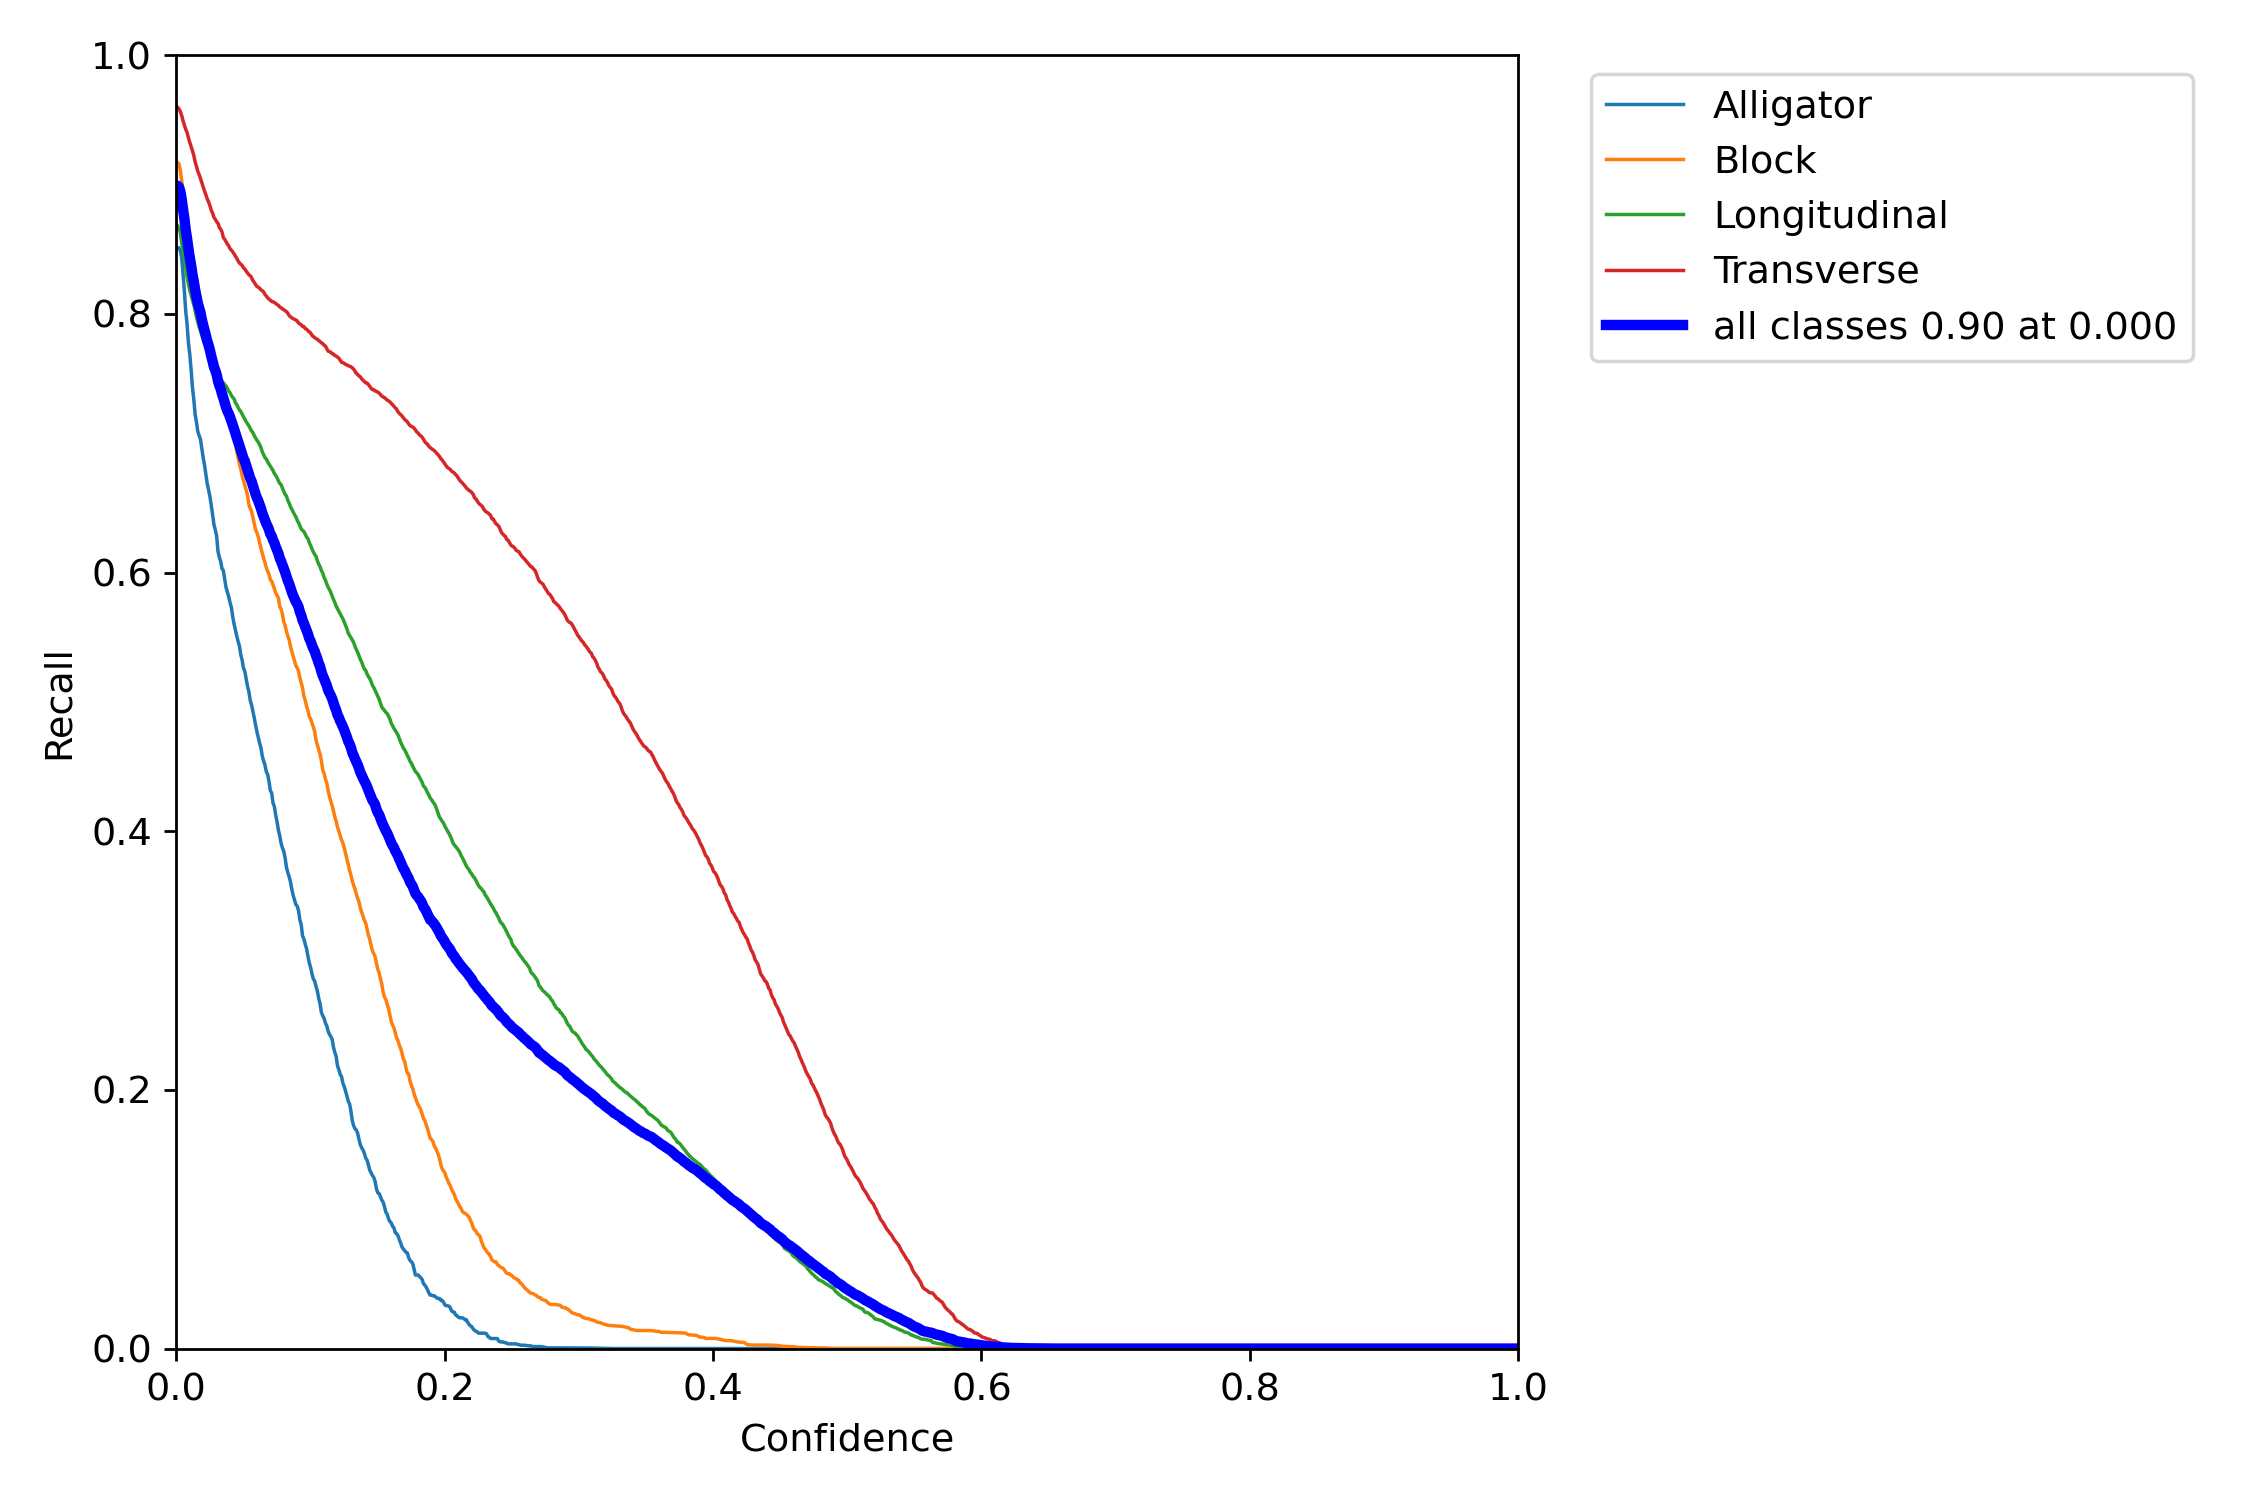 1.0
0.8
0.6
0.4
0.2
0.0
Recall
0.0 0.2 0.4 0.6 0.8 1.0
Confidence
Alligator
Block
Longitudinal
Transverse
all classes 0.90 at 0.000